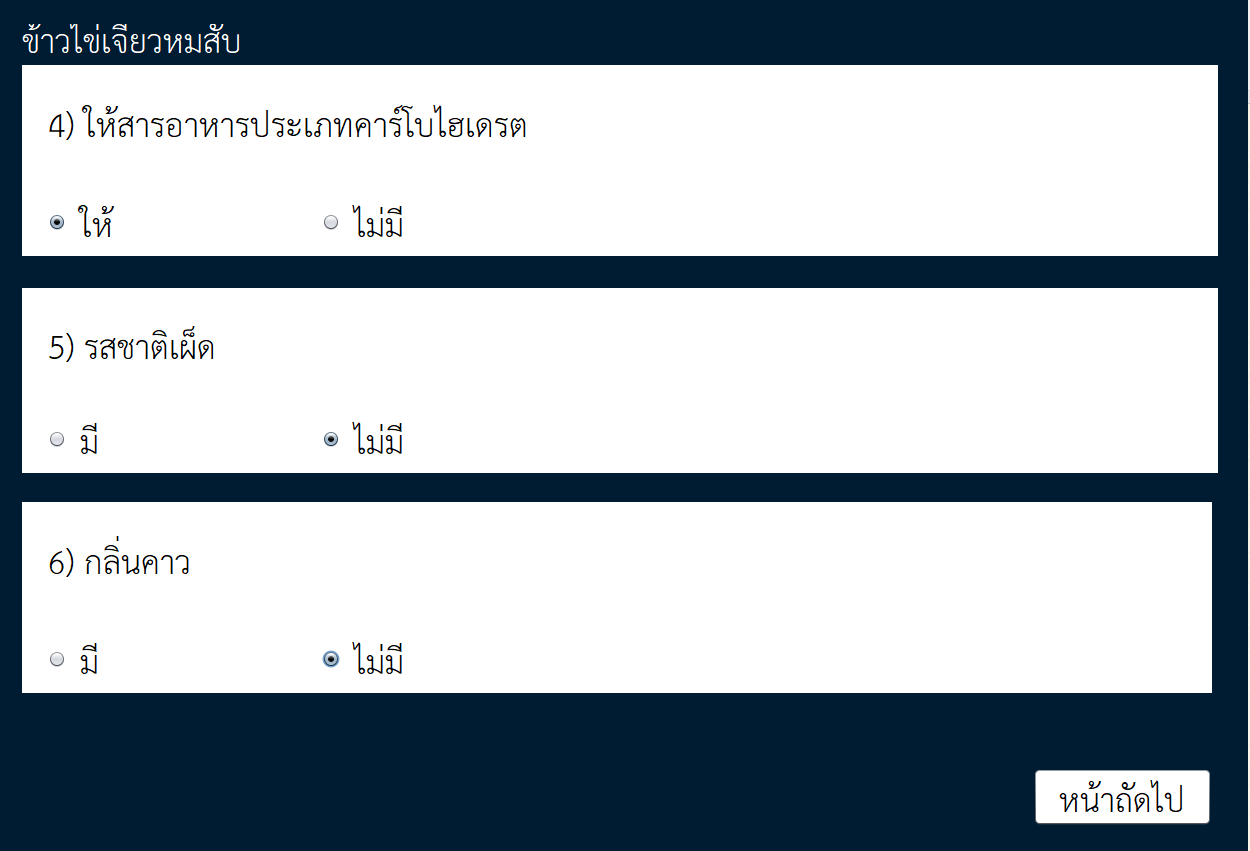 ข้าวไข่เจียวหมสับ
4) ให้สารอาหารประเภทคาร์โบไฮเดรต
ให้ ไม่มี
5) รสชาติเผ็ด
มี ไม่มี
6) กลิ่นคาว
มี ไม่มี
หน้าถัดไป